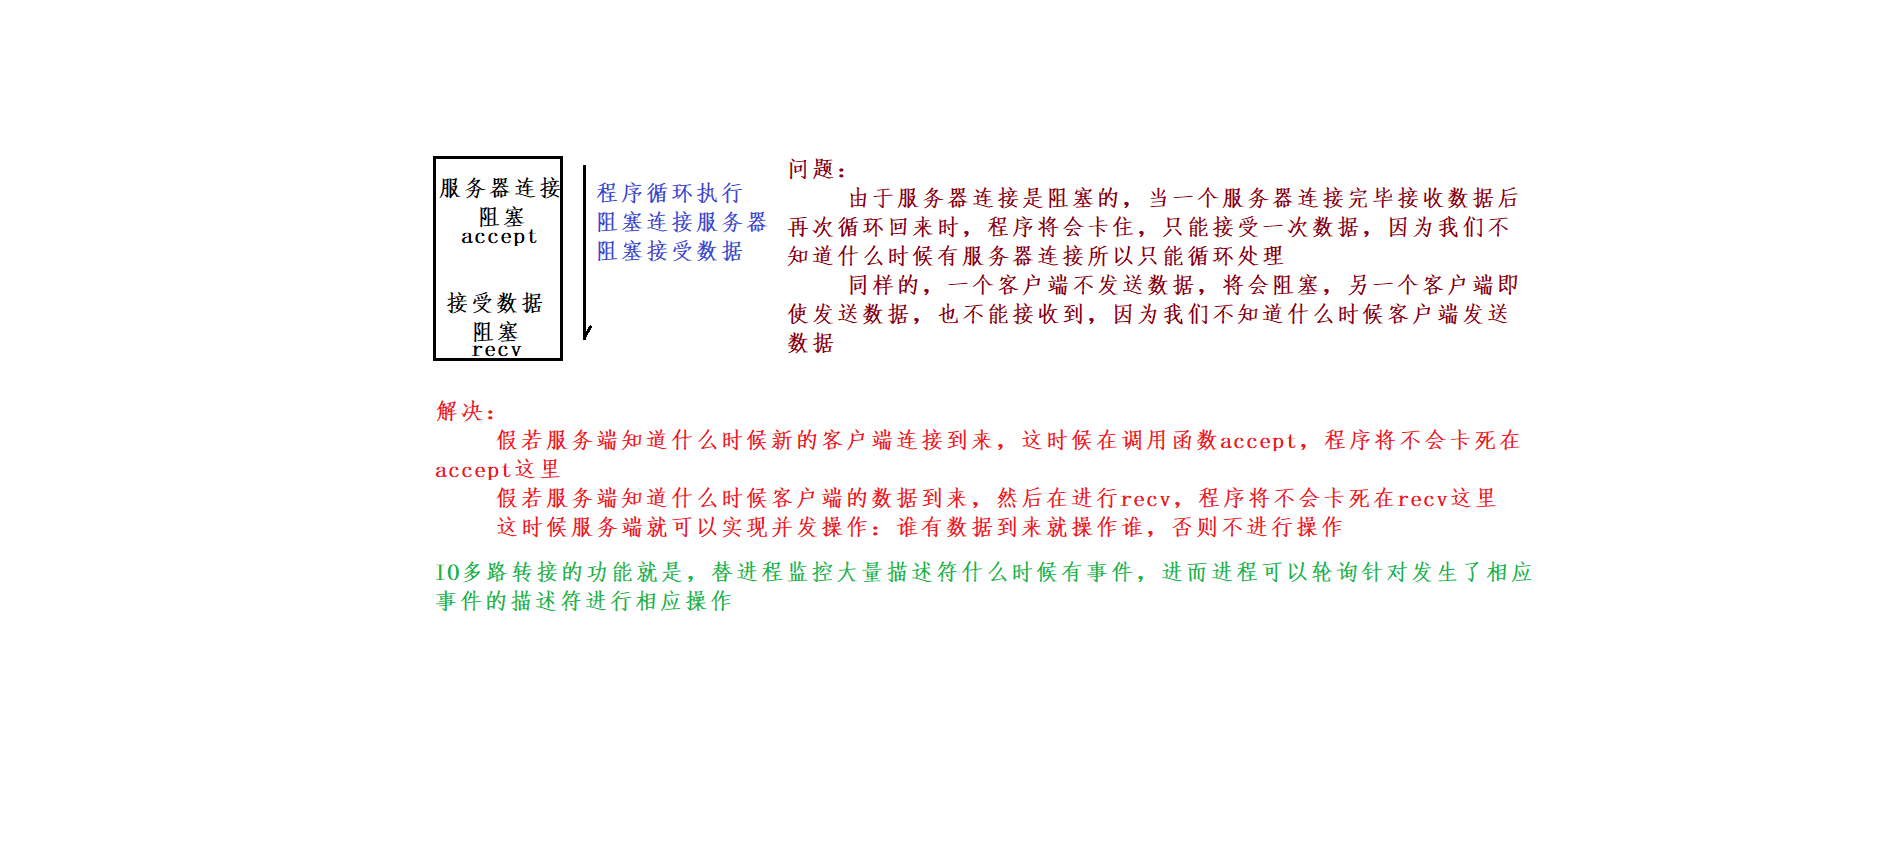 服务器连接
阻塞
accept
接受数据
阻塞
recv
程序循环执行
阻塞连接服务器
阻塞接受数据
问题：
由于服务器连接是阻塞的，当一个服务器连接完毕接收数据后
再次循环回来时，程序将会卡住，只能接受一次数据，因为我们不
知道什么时候有服务器连接所以只能循环处理
同样的，一个客户端不发送数据，将会阻塞，另一个客户端即
使发送数据，也不能接收到，因为我们不知道什么时候客户端发送
数据
解决：
假若服务端知道什么时候新的客户端连接到来，这时候在调用函数accept，程序将不会卡死在
accept这里
假若服务端知道什么时候客户端的数据到来，然后在进行recv，程序将不会卡死在recv这里
这时候服务端就可以实现并发操作：谁有数据到来就操作谁，否则不进行操作
IO多路转接的功能就是，替进程监控大量描述符什么时候有事件，进而进程可以轮询针对发生了相应
事件的描述符进行相应操作